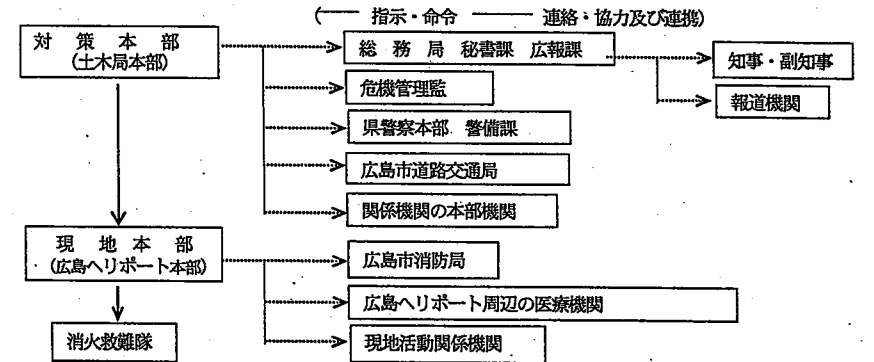 (―― 指示・命令 ―― 連絡・協力及び連携)
対策本部
(土木局本部)
総務局 秘書課 広報課
知事・副知事
危機管理監
報道機関
県警察本部 警備課
広島市道路交通局
関係機関の本部機関
現地本部
(広島ヘリポート本部)
広島市消防局
広島ヘリポート周辺の医療機関
消火救難隊
現地活動関係機関